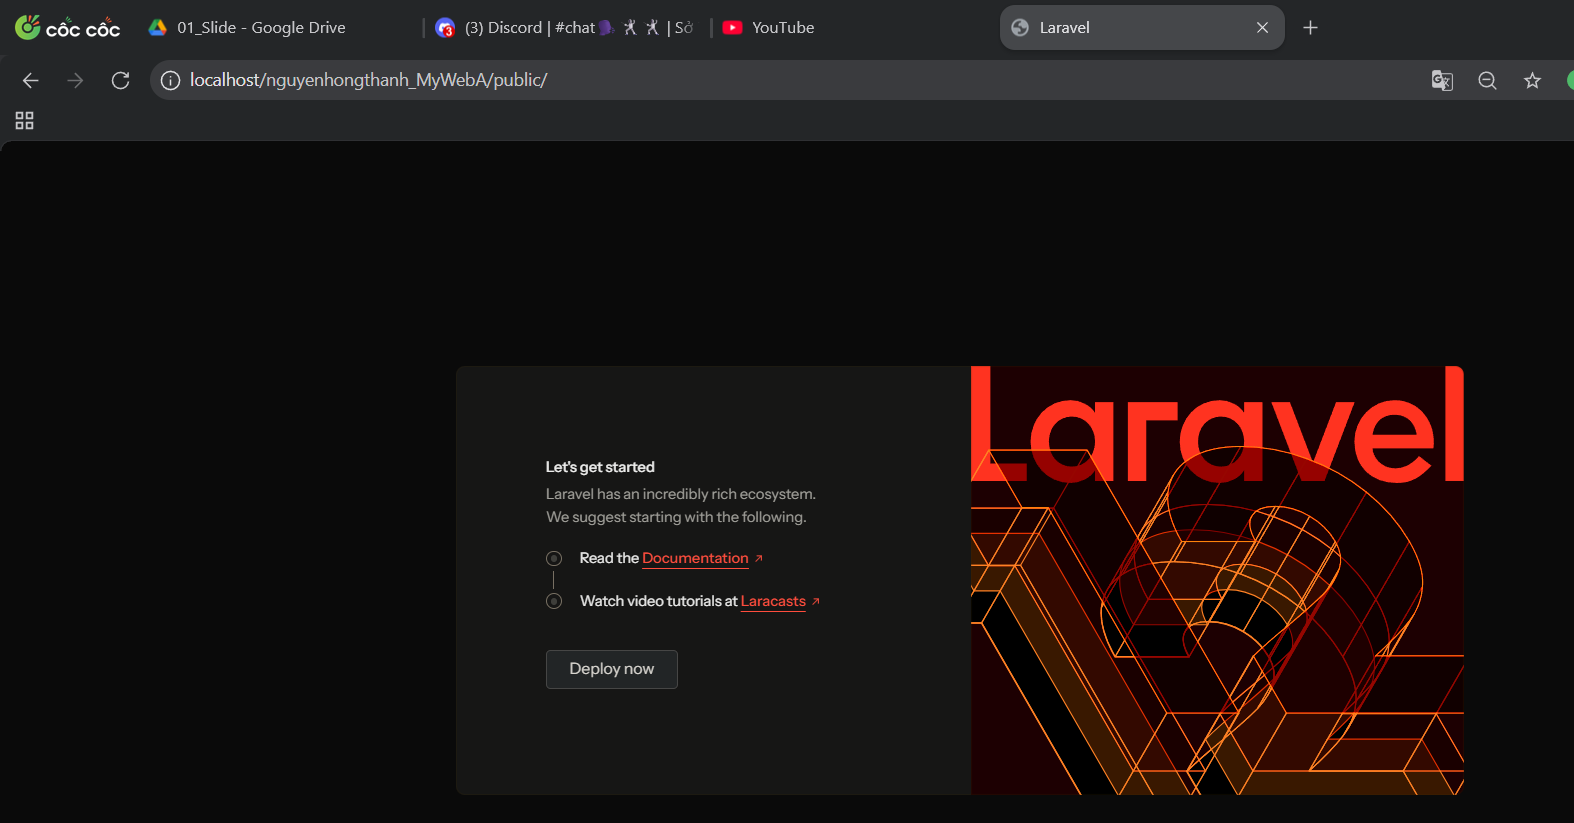 cốc cốc
01_Slide - Google Drive
(3) Discord | #chat | Sở
YouTube
Laravel
localhost/nguyenhongthanh_MyWebA/public/
Let's get started
Laravel has an incredibly rich ecosystem.
We suggest starting with the following.
Read the Documentation
Watch video tutorials at Laracasts
Deploy now
Laravel